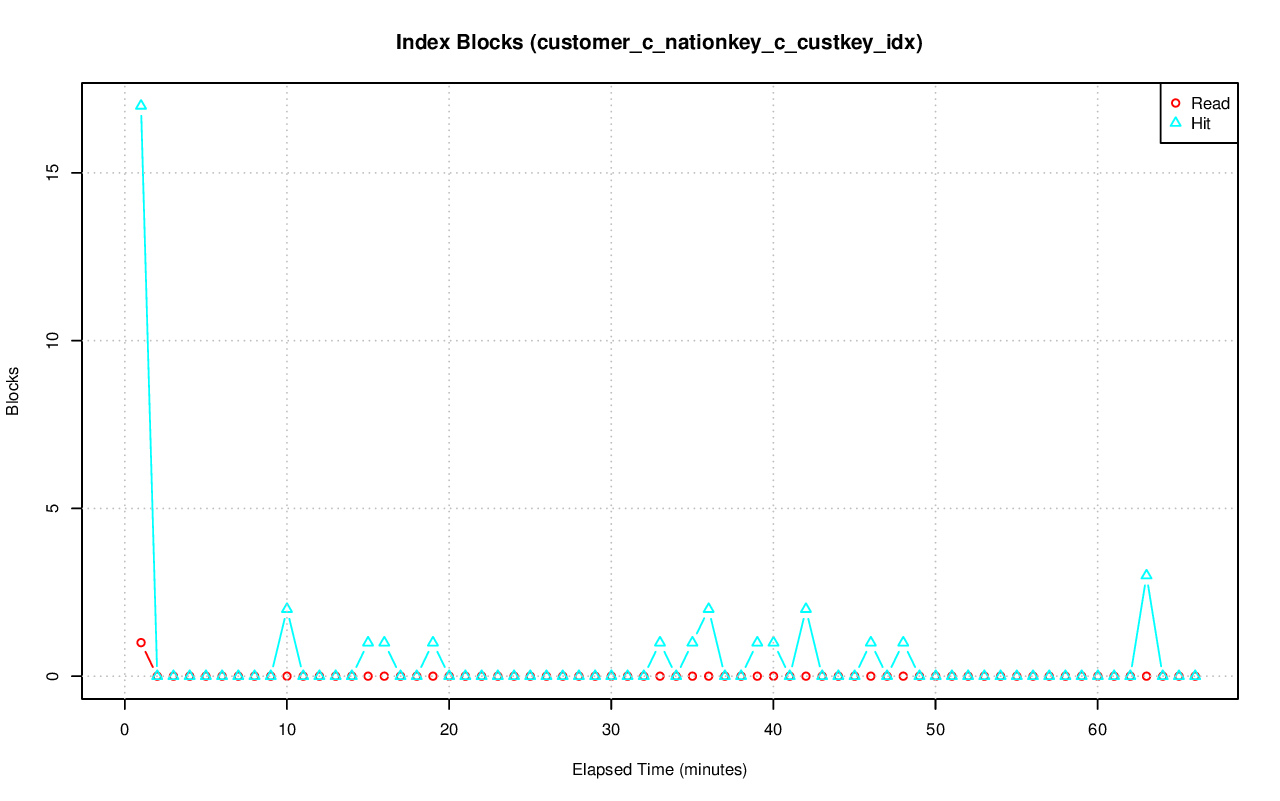 Index Blocks (customer_c_nationkey_c_custkey_idx)
Read
Hit
Blocks
15
10
5
0
0 10 20 30 40 50 60
Elapsed Time (minutes)